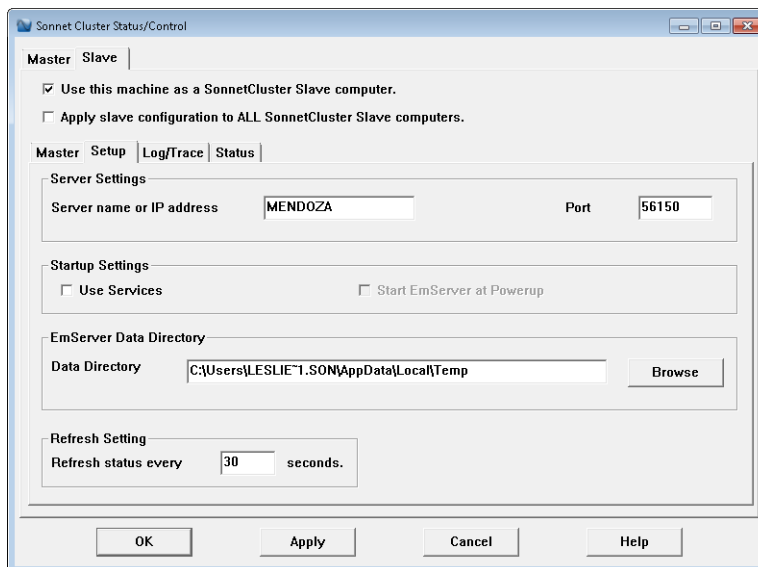 Sonnet Cluster Status/Control
Master Slave
Use this machine as a SonnetCluster Slave computer.
Apply slave configuration to ALL SonnetCluster Slave computers.
Master Setup Log/Trace Status
Server Settings
Server name or IP address MENDOZA Port 56150
Startup Settings
Use Services Start EmServer at Powerup
EmServer Data Directory
Data Directory C:\Users\LESLIE~1.SON\AppData\Local\Temp Browse
Refresh Setting
Refresh status every 30 seconds.
OK Apply Cancel Help